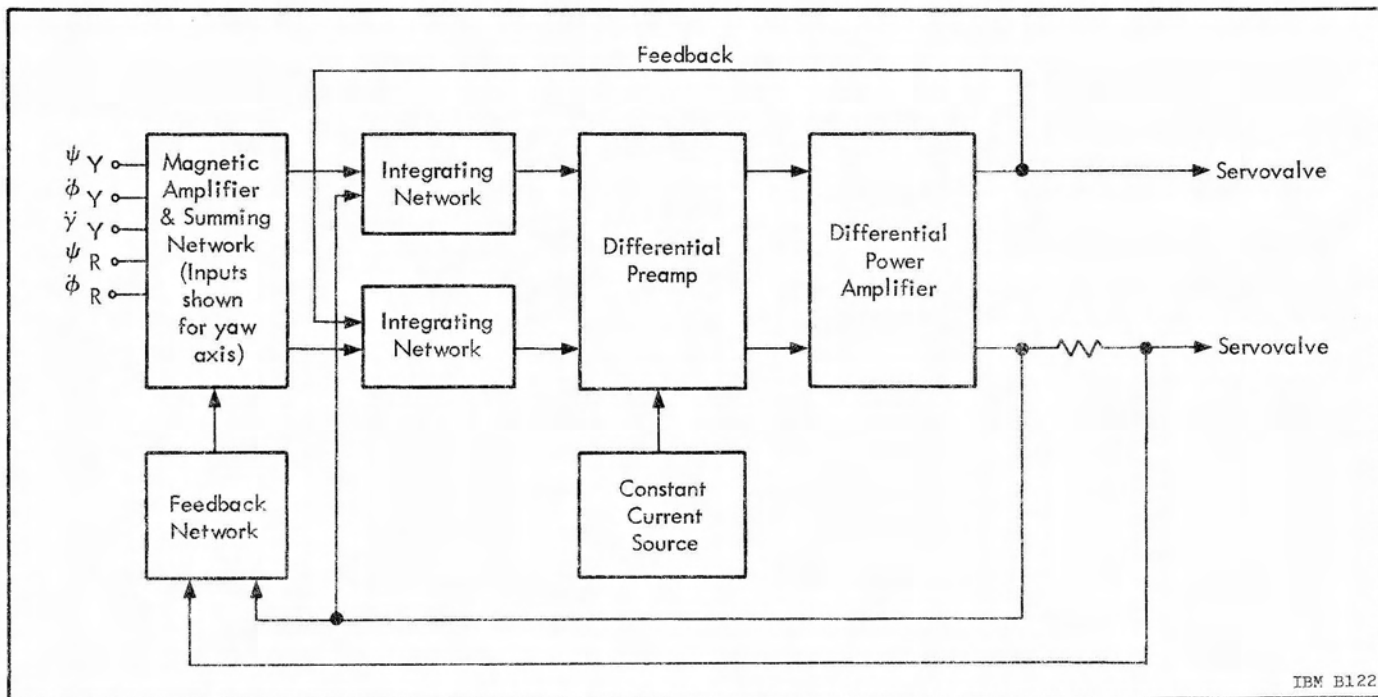 Feedback
ψ Y
φ̇ Y
γ̈ Y
ψ R
φ̇ R
Magnetic
Amplifier
& Summing
Network
(Inputs
shown
for yaw
axis)
Integrating
Network
Integrating
Network
Differential
Preamp
Differential
Power
Amplifier
Servovalve
Servovalve
Feedback
Network
Constant
Current
Source
IBM B122